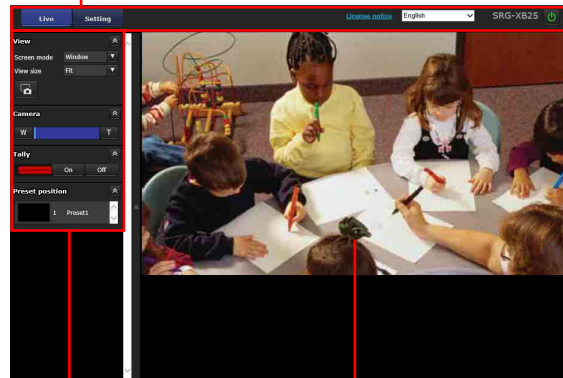 Live Setting License notice English SRG-XB25
View
Screen mode Window
View size Fit
Camera
W T
Tally
On Off
Preset position
1 Preset1